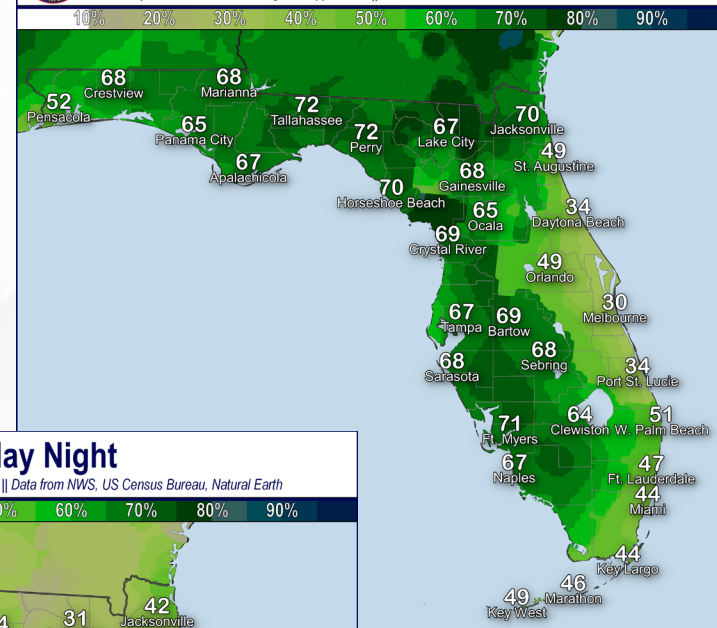 10% 20% 30% 40% 50% 60% 70% 80% 90%
68
Crestview
68
Marianna
52
Pensacola
72
Tallahassee
65
Panama City
72
Perry
67
Lake City
70
Jacksonville
67
Apalachicola
49
St. Augustine
68
Gainesville
70
Horseshoe Beach
65
Ocala
34
Daytona Beach
69
Crystal River
49
Orlando
30
Melbourne
67
Tampa
69
Bartow
68
Sarasota
68
Sebring
34
Port St. Lucie
71
Ft. Myers
64
Clewiston
51
W. Palm Beach
67
Naples
47
Ft. Lauderdale
44
Miami
44
Key Largo
46
Marathon
49
Key West
Night
|| Data from NWS, US Census Bureau, Natural Earth
60% 70% 80% 90%
31
42
Jacksonville